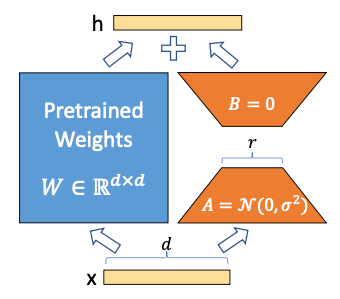 h
Pretrained
Weights
W ∈ ℝ^{d×d}
B = 0
r
A = 𝒩(0, σ²)
d
x